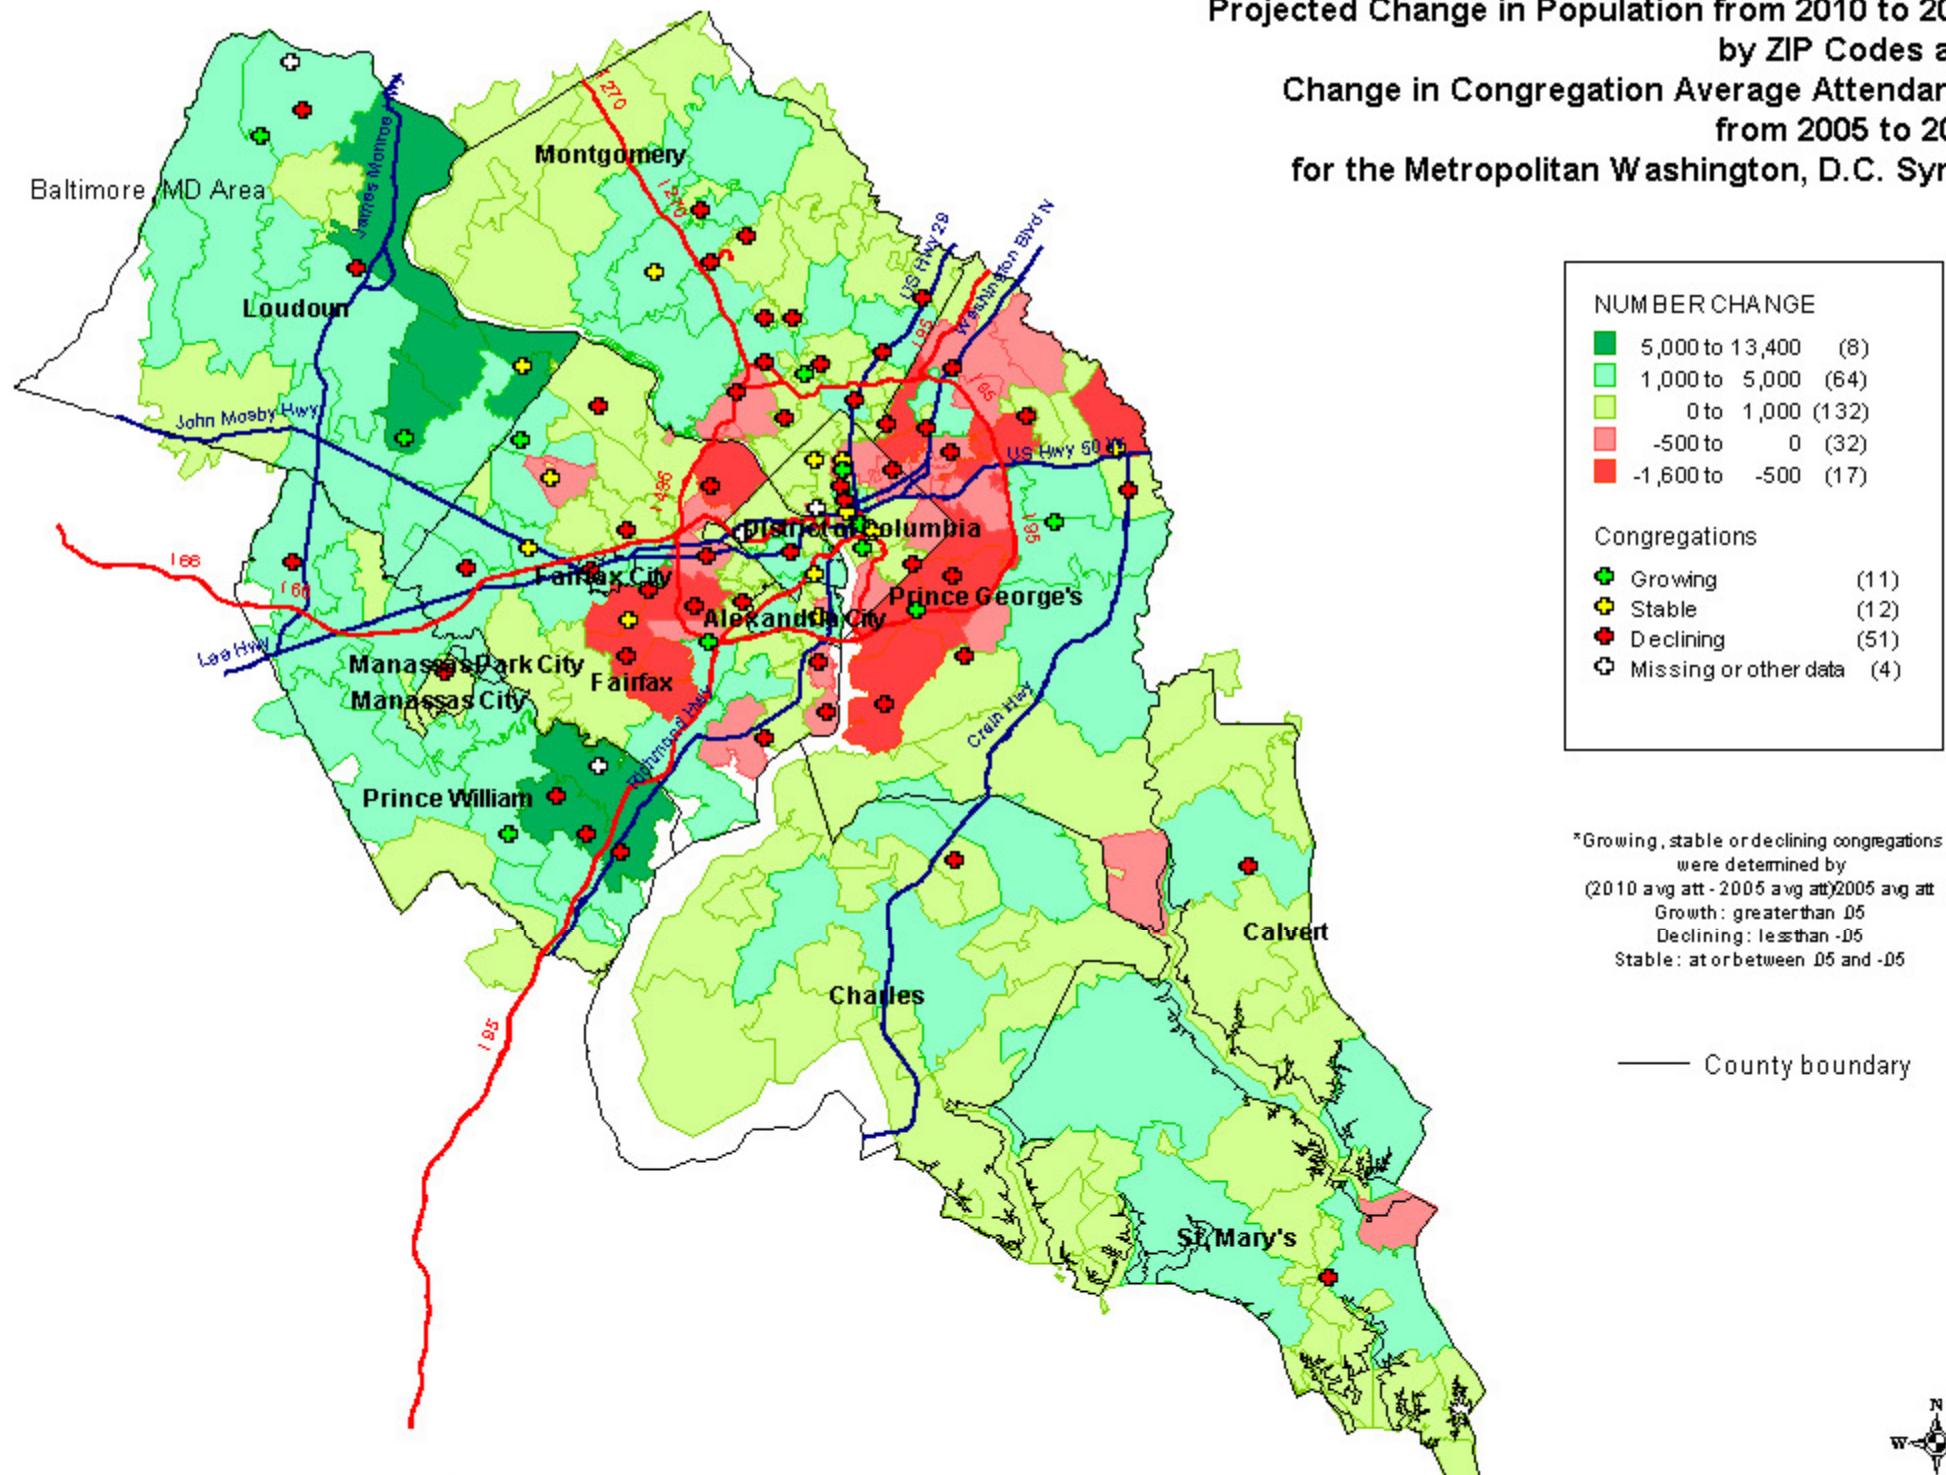 Projected Change in Population from 2010 to 20
by ZIP Codes a
Change in Congregation Average Attendan
from 2005 to 20
for the Metropolitan Washington, D.C. Syn
NUMBER CHANGE
5,000 to 13,400 (8)
1,000 to 5,000 (64)
0 to 1,000 (132)
-500 to 0 (32)
-1,600 to -500 (17)
Congregations
Growing (11)
Stable (12)
Declining (51)
Missing or other data (4)
*Growing, stable or declining congregations
were determined by
(2010 avg att - 2005 avg att)/2005 avg att
Growth: greater than .05
Declining: less than -.05
Stable: at or between .05 and -.05
County boundary
N
W
Baltimore, MD Area
James Monroe Hwy
Loudoun
John Mosby Hwy
Montgomery
I 270
I 270
US Hwy 29
Washington Blvd N
I 95
I 95
US Hwy 50 W
I 495
I 95
District of Columbia
I 66
I 66
Lee Hwy
Fairfax City
Prince George's
Alexandria City
Manassas Park City
Manassas City
Fairfax
Richmond Hwy
Crain Hwy
Prince William
Calvert
Charles
I 95
St. Mary's